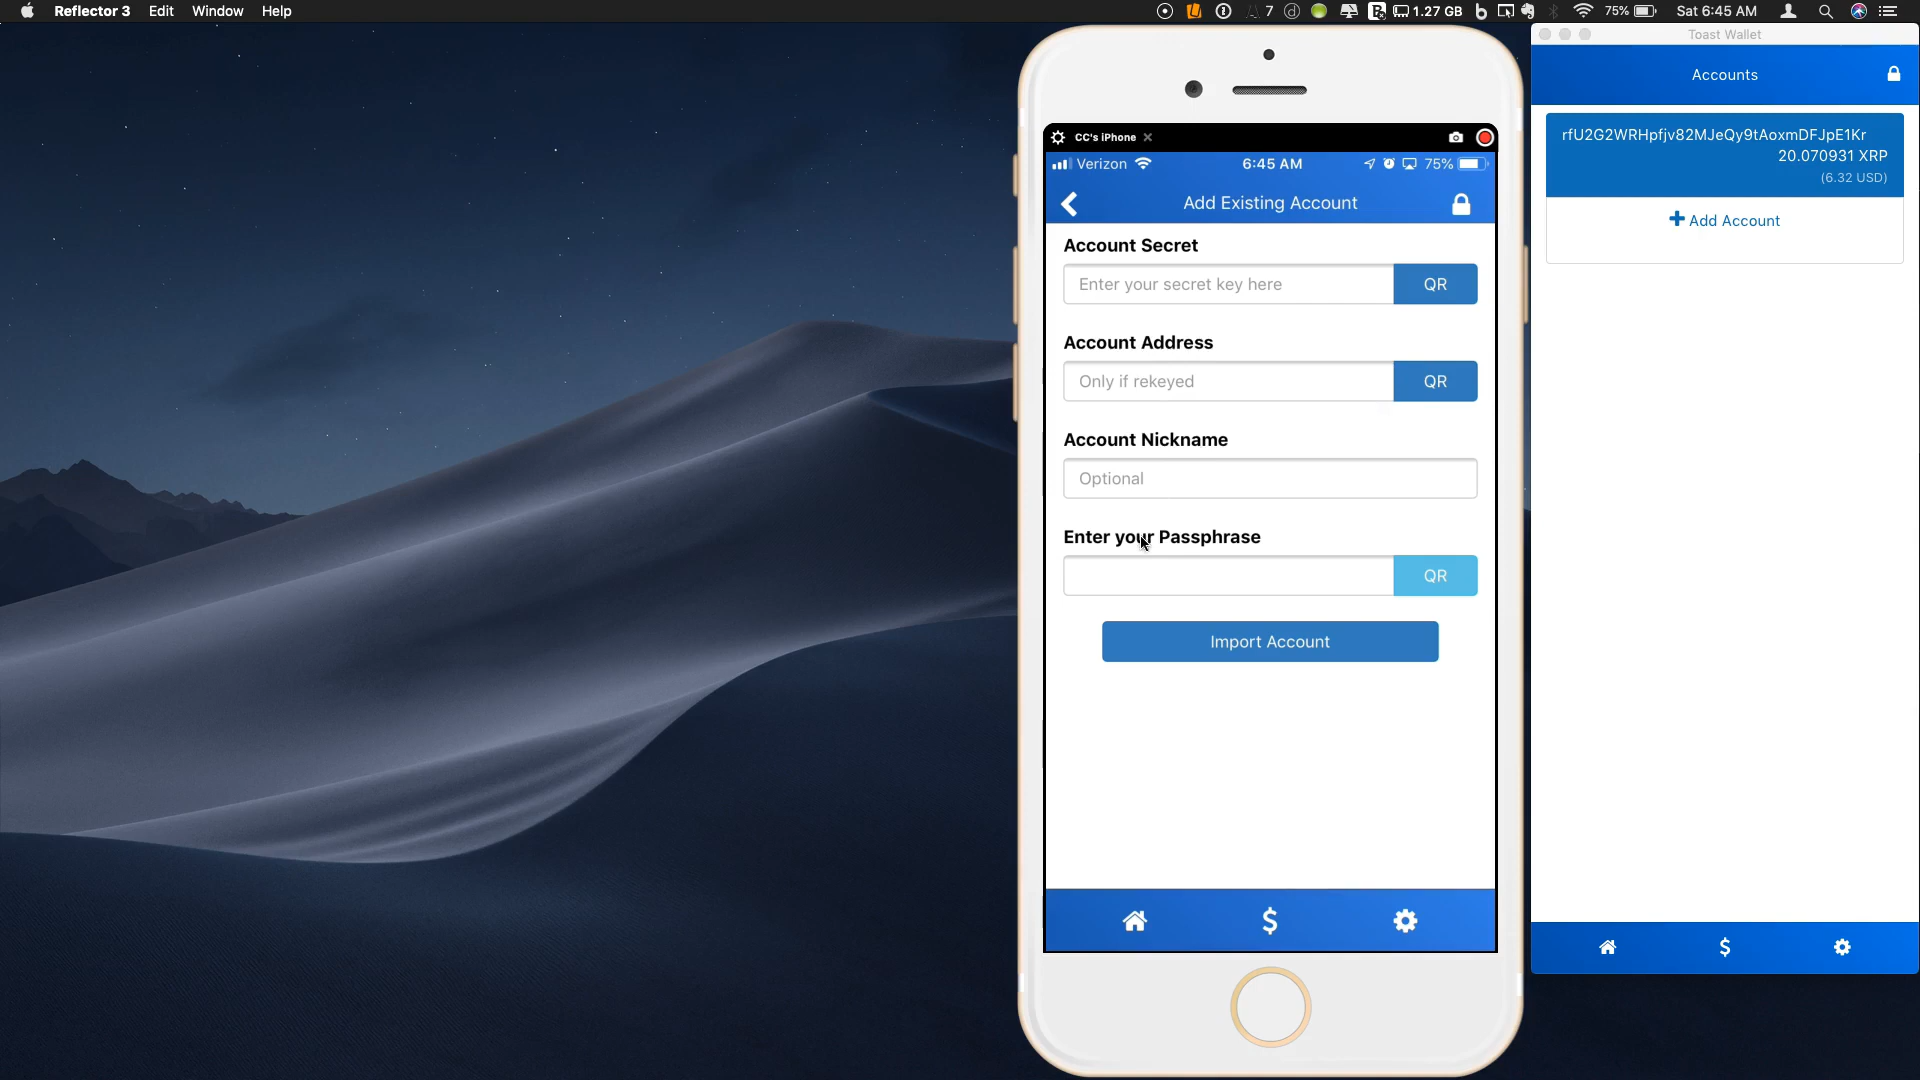 Reflector 3 Edit Window Help
7 1.27 GB 75% Sat 6:45 AM
CC's iPhone
Verizon 6:45 AM 75%
Add Existing Account
Account Secret
Enter your secret key here QR
Account Address
Only if rekeyed QR
Account Nickname
Optional
Enter your Passphrase
QR
Import Account
Toast Wallet
Accounts
rfU2G2WRHpfjv82MJeQy9tAoxmDFJpE1Kr
20.070931 XRP
(6.32 USD)
Add Account